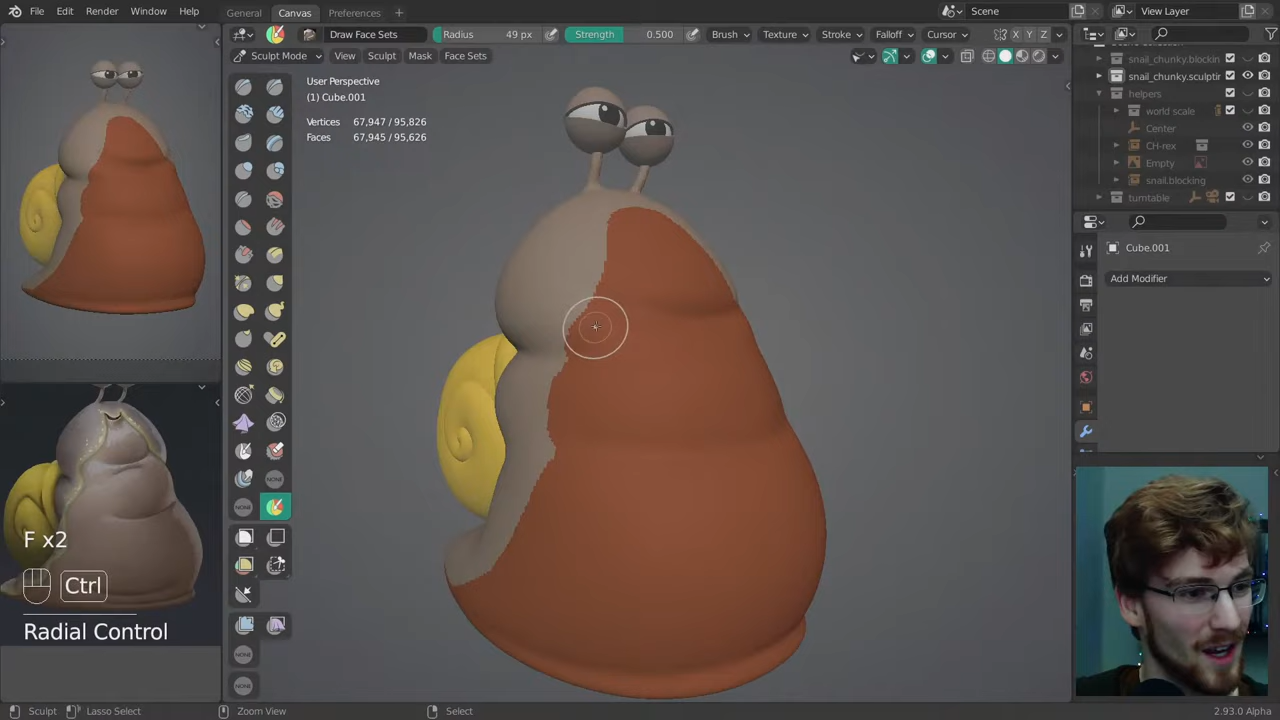 File Edit Render Window Help
General Canvas Preferences +
Scene
View Layer
Draw Face Sets
Radius 49 px
Strength 0.500
Brush
Texture
Stroke
Falloff
Cursor
X Y Z
Sculpt Mode
View Sculpt Mask Face Sets
User Perspective
(1) Cube.001
Vertices 67,947 / 95,826
Faces 67,945 / 95,626
snail_chunky.blockin
snail_chunky.sculptir
helpers
world scale
Center
CH-rex
Empty
snail.blocking
turntable
Cube.001
Add Modifier
NONE
NONE
NONE
NONE
F x2
Ctrl
Radial Control
Sculpt
Lasso Select
Zoom View
Select
2.93.0 Alpha